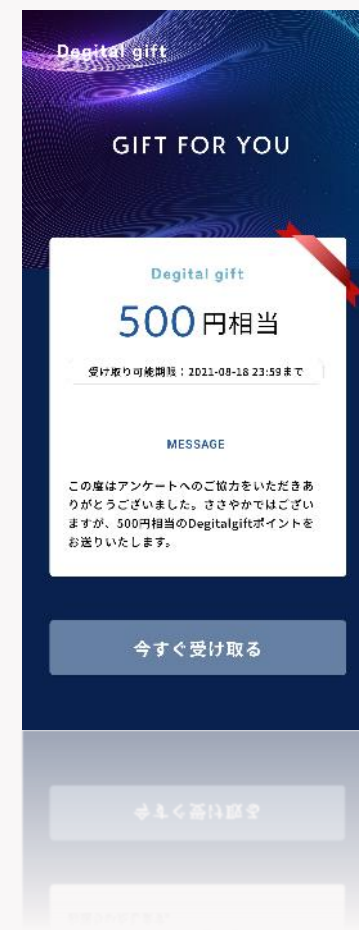 Degital gift
GIFT FOR YOU
Degital gift
500円相当
受け取り可能期限：2021-08-18 23:59まで
MESSAGE
この度はアンケートへのご協力をいただきあ
りがとうございました。ささやかではござい
ますが、500円相当のDegitalgiftポイントを
お送りいたします。
今すぐ受け取る